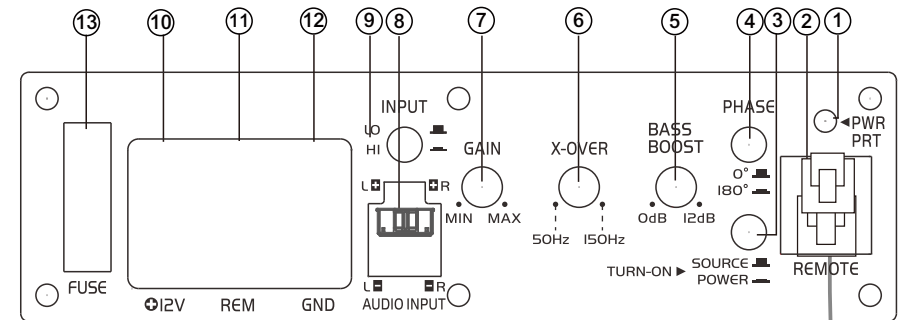 13 10 11 12 9 8 7 6 5 4 3 2 1
INPUT
LO
HI
GAIN
MIN MAX
X-OVER
50Hz 150Hz
BASS
BOOST
0dB 12dB
PHASE
0°
180°
◄PWR
PRT
L + + R
L - - R
AUDIO INPUT
TURN-ON ► SOURCE
POWER
REMOTE
FUSE
+12V REM GND